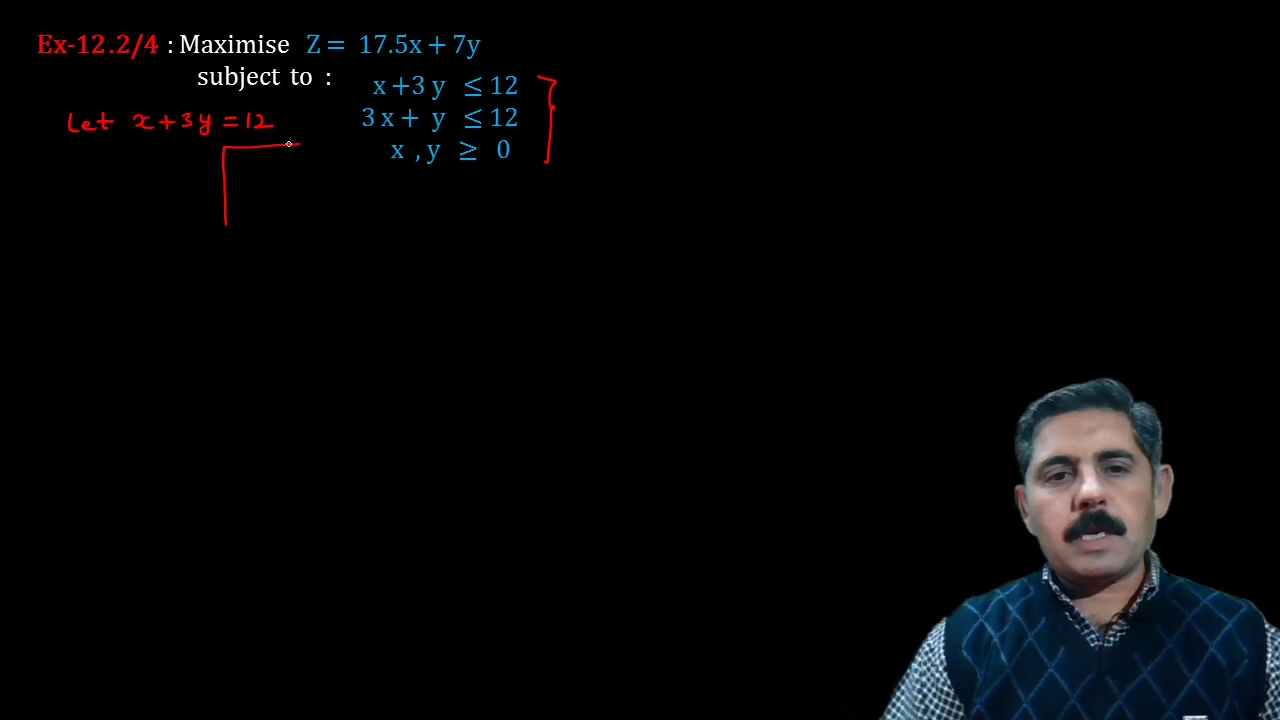 Ex-12.2/4 : Maximise Z = 17.5x + 7y
subject to :
x +3 y ≤ 12
3 x + y ≤ 12
x , y ≥ 0
Let x + 3y = 12